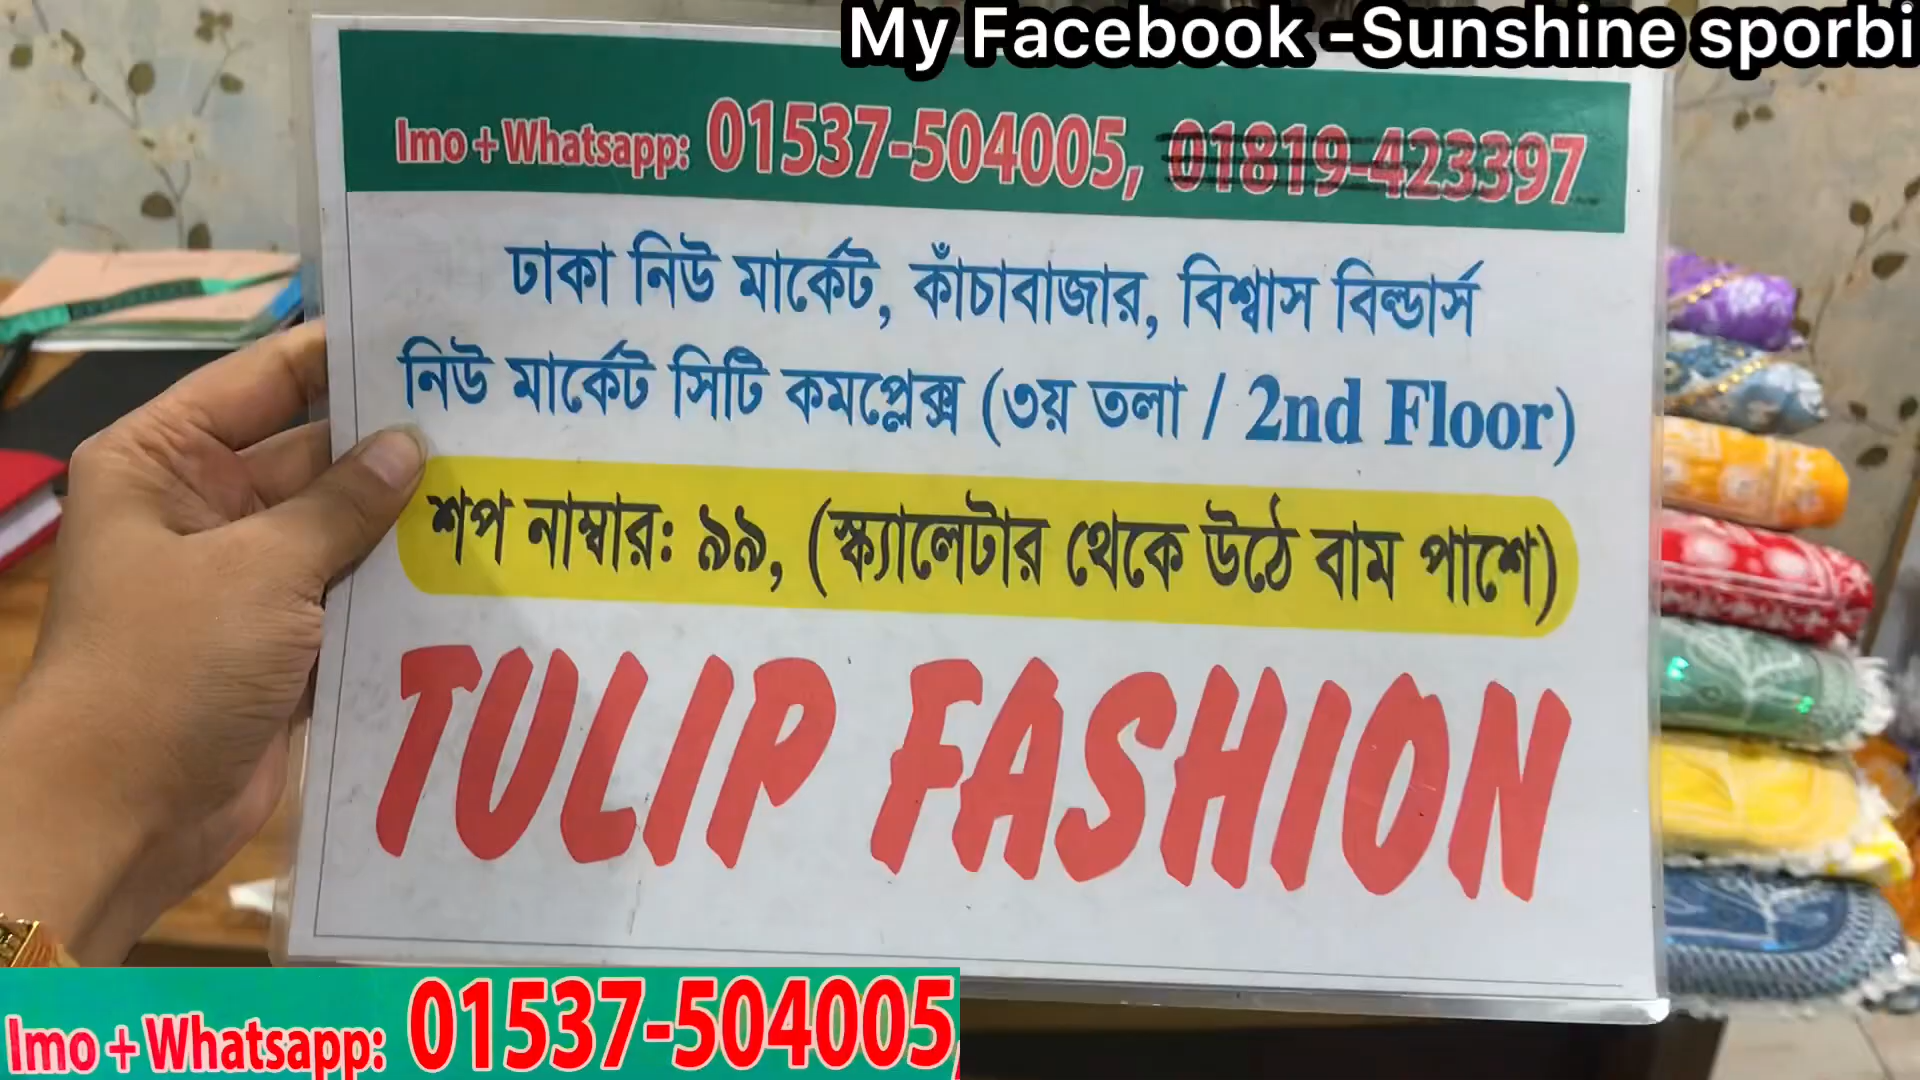 My Facebook -Sunshine sporbi
Imo + Whatsapp: 01537-504005, 01819-423397
ঢাকা নিউ মার্কেট, কাঁচাবাজার, বিশ্বাস বিল্ডার্স
নিউ মার্কেট সিটি কমপ্লেক্স (৩য় তলা / 2nd Floor)
শপ নাম্বার: ৯৯, (স্ক্যালেটার থেকে উঠে বাম পাশে)
TULIP FASHION
Imo + Whatsapp: 01537-504005